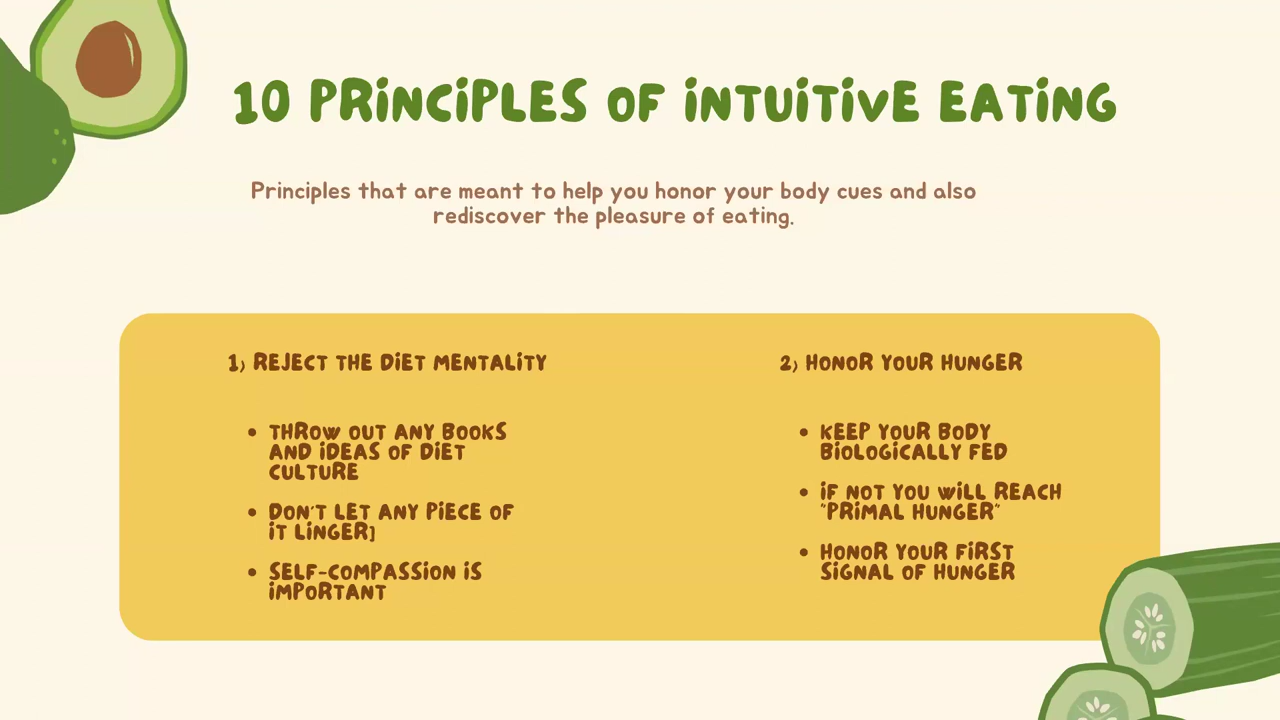 10 PRiNCiPLES OF iNTUiTiVE EATiNG
Principles that are meant to help you honor your body cues and also
rediscover the pleasure of eating.
1) REJECT THE DiET MENTALiTY
• THROW OUT ANY BOOKS
AND iDEAS OF DiET
CULTURE
• DON'T LET ANY PiECE OF
iT LiNGER]
• SELF-COMPASSiON iS
iMPORTANT
2) HONOR YOUR HUNGER
• KEEP YOUR BODY
BiOLOGiCALLY FED
• iF NOT YOU WiLL REACH
"PRiMAL HUNGER"
• HONOR YOUR FiRST
SiGNAL OF HUNGER